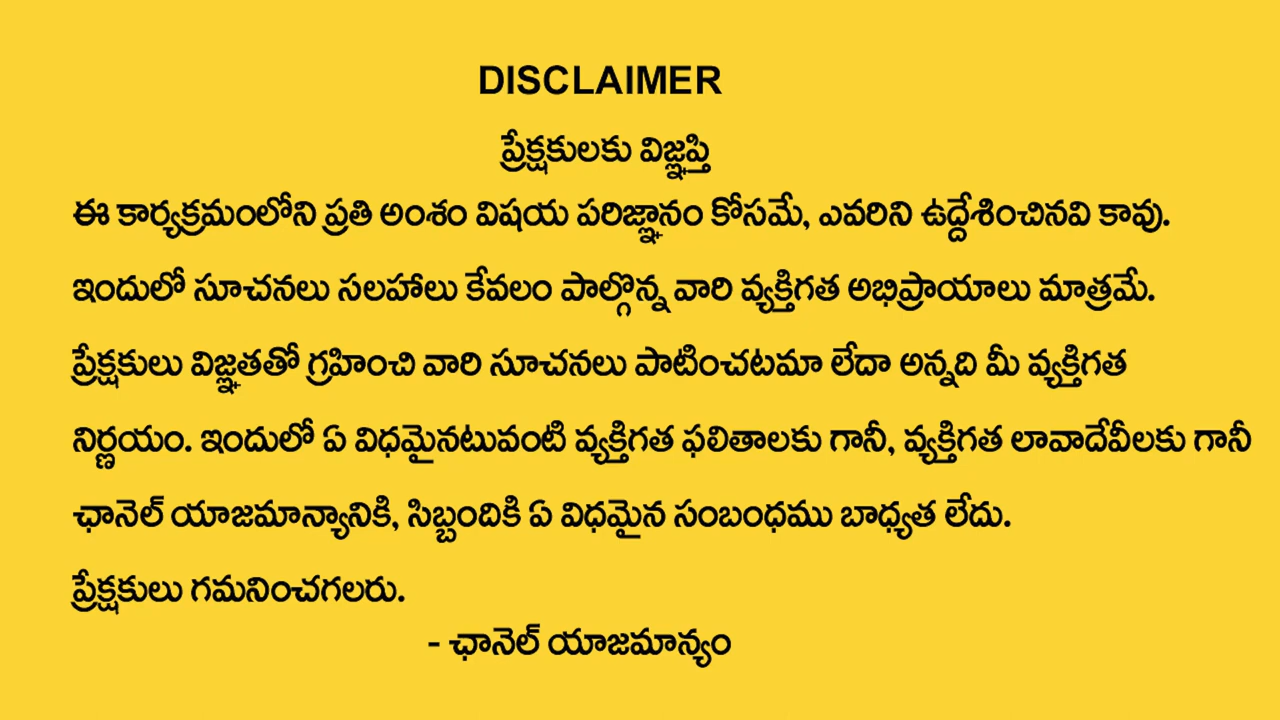 DISCLAIMER
ప్రేక్షకులకు విజ్ఞప్తి
ఈ కార్యక్రమంలోని ప్రతి అంశం విషయ పరిజ్ఞానం కోసమే, ఎవరిని ఉద్దేశించినవి కావు.
ఇందులో సూచనలు సలహాలు కేవలం పాల్గొన్న వారి వ్యక్తిగత అభిప్రాయాలు మాత్రమే.
ప్రేక్షకులు విజ్ఞతతో గ్రహించి వారి సూచనలు పాటించటమా లేదా అన్నది మీ వ్యక్తిగత
నిర్ణయం. ఇందులో ఏ విధమైనటువంటి వ్యక్తిగత ఫలితాలకు గానీ, వ్యక్తిగత లావాదేవీలకు గానీ
ఛానెల్ యాజమాన్యానికి, సిబ్బందికి ఏ విధమైన సంబంధము బాధ్యత లేదు.
ప్రేక్షకులు గమనించగలరు.
- ఛానెల్ యాజమాన్యం